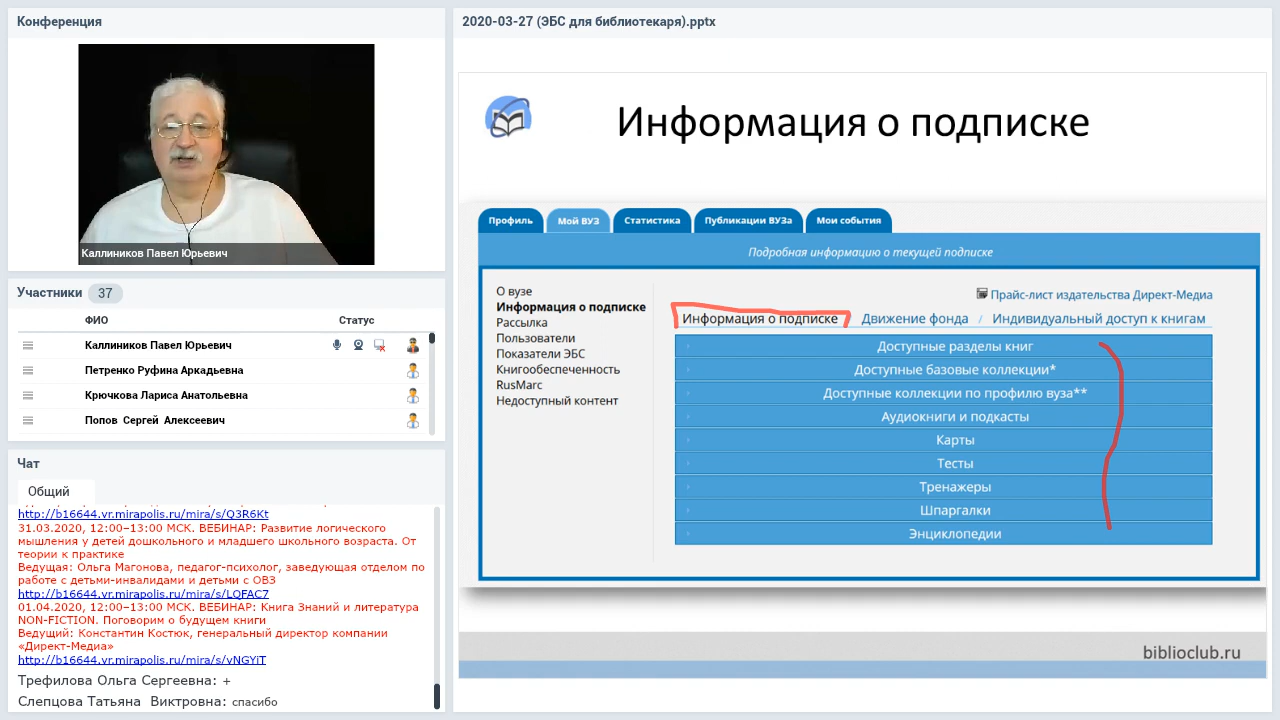 Конференция
Каллиников Павел Юрьевич
Участники 37
ФИО Статус
Каллиников Павел Юрьевич
Петренко Руфина Аркадьевна
Крючкова Лариса Анатольевна
Попов Сергей Алексеевич
Чат
Общий
http://b16644.vr.mirapolis.ru/mira/s/Q3R6Kt
31.03.2020, 12:00–13:00 МСК. ВЕБИНАР: Развитие логического
мышления у детей дошкольного и младшего школьного возраста. От
теории к практике
Ведущая: Ольга Магонова, педагог-психолог, заведующая отделом по
работе с детьми-инвалидами и детьми с ОВЗ
http://b16644.vr.mirapolis.ru/mira/s/LQFAC7
01.04.2020, 12:00–13:00 МСК. ВЕБИНАР: Книга Знаний и литература
NON-FICTION. Поговорим о будущем книги
Ведущий: Константин Костюк, генеральный директор компании
«Директ-Медиа»
http://b16644.vr.mirapolis.ru/mira/s/vNGYiT
Трефилова Ольга Сергеевна: +
Слепцова Татьяна Виктровна: спасибо
2020-03-27 (ЭБС для библиотекаря).pptx
Информация о подписке
Профиль Мой ВУЗ Статистика Публикации ВУЗа Мои события
Подробная информацию о текущей подписке
О вузе
Информация о подписке
Рассылка
Пользователи
Показатели ЭБС
Книгообеспеченность
RusMarc
Недоступный контент
Прайс-лист издательства Директ-Медиа
Информация о подписке Движение фонда / Индивидуальный доступ к книгам
Доступные разделы книг
Доступные базовые коллекции*
Доступные коллекции по профилю вуза**
Аудиокниги и подкасты
Карты
Тесты
Тренажеры
Шпаргалки
Энциклопедии
biblioclub.ru